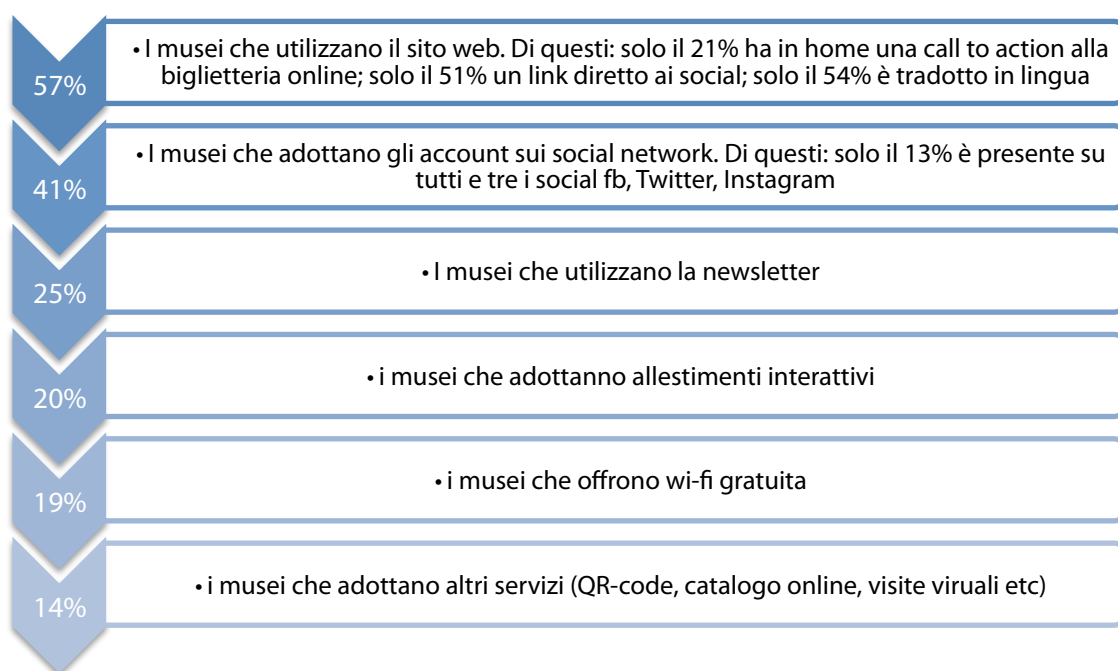 57%
• I musei che utilizzano il sito web. Di questi: solo il 21% ha in home una call to action alla
biglietteria online; solo il 51% un link diretto ai social; solo il 54% è tradotto in lingua
41%
• I musei che adottano gli account sui social network. Di questi: solo il 13% è presente su
tutti e tre i social fb, Twitter, Instagram
25%
• I musei che utilizzano la newsletter
20%
• i musei che adottanno allestimenti interattivi
19%
• i musei che offrono wi-fi gratuita
14%
• i musei che adottano altri servizi (QR-code, catalogo online, visite viruali etc)